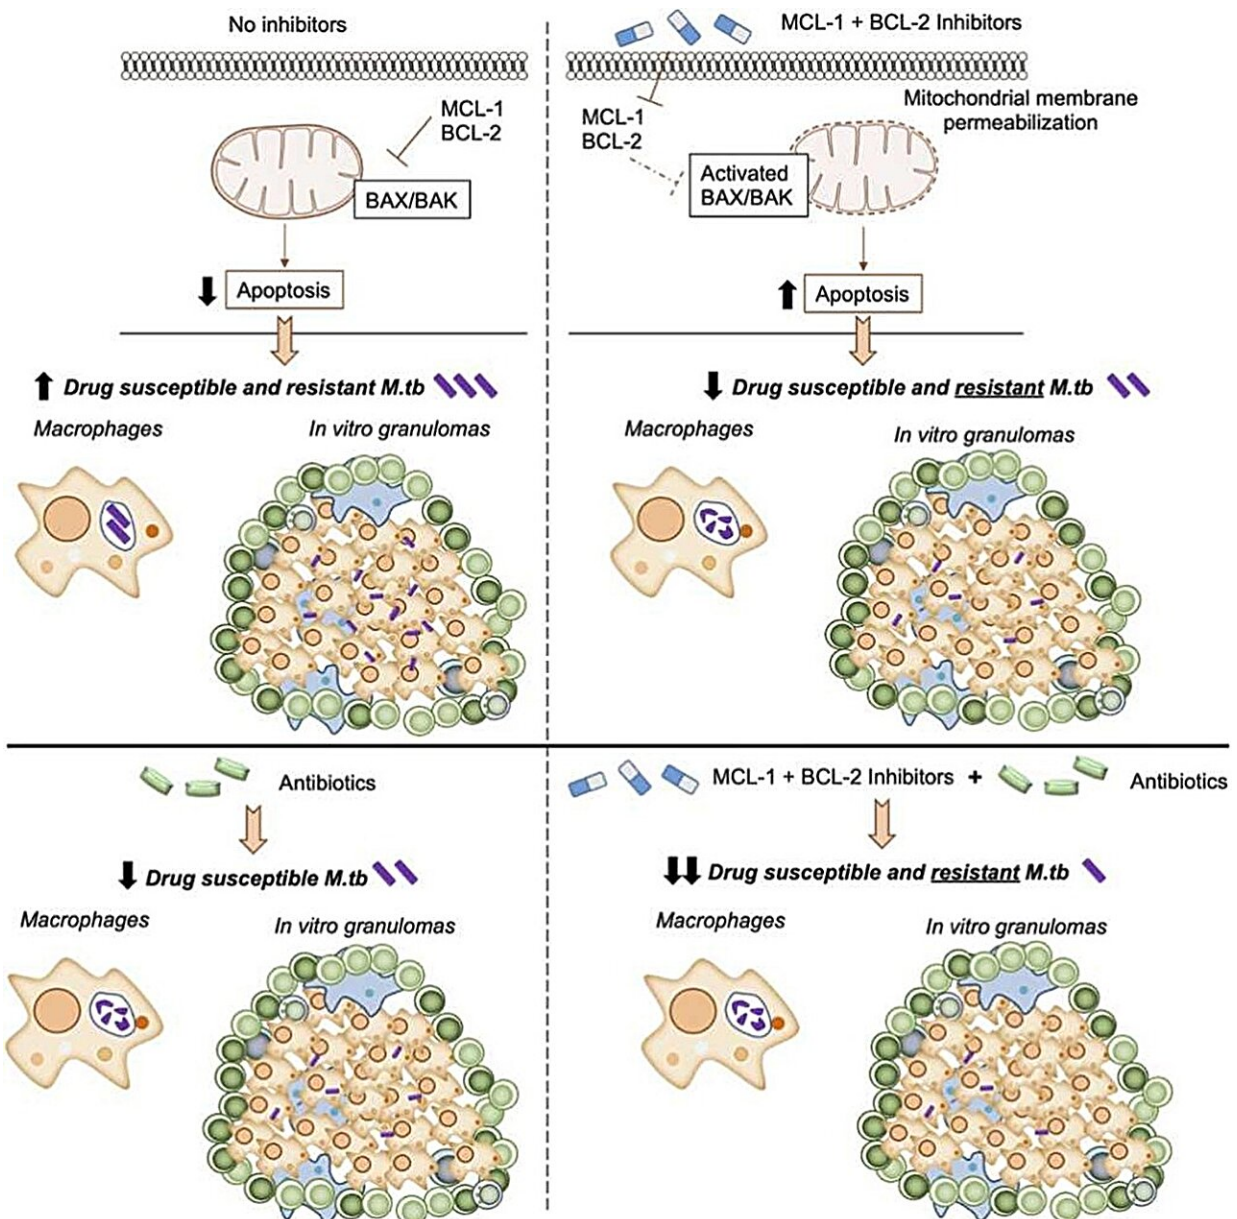 No inhibitors
MCL-1
BCL-2
BAX/BAK
Apoptosis
Drug susceptible and resistant M.tb
Macrophages
In vitro granulomas
MCL-1 + BCL-2 Inhibitors
MCL-1
BCL-2
Mitochondrial membrane
permeabilization
Activated
BAX/BAK
Apoptosis
Drug susceptible and resistant M.tb
Macrophages
In vitro granulomas
Antibiotics
Drug susceptible M.tb
Macrophages
In vitro granulomas
MCL-1 + BCL-2 Inhibitors + Antibiotics
Drug susceptible and resistant M.tb
Macrophages
In vitro granulomas